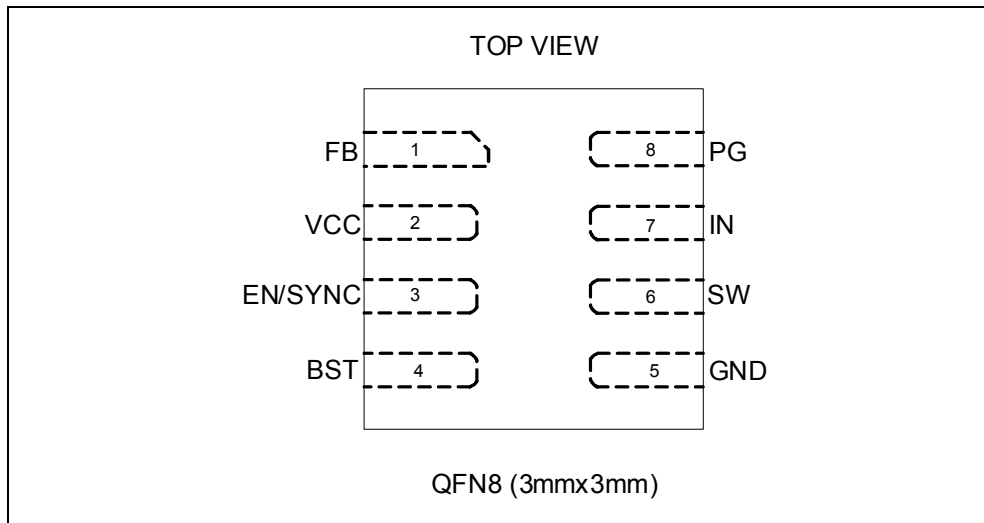 TOP VIEW
FB 1 8 PG
VCC 2 7 IN
EN/SYNC 3 6 SW
BST 4 5 GND
QFN8 (3mmx3mm)